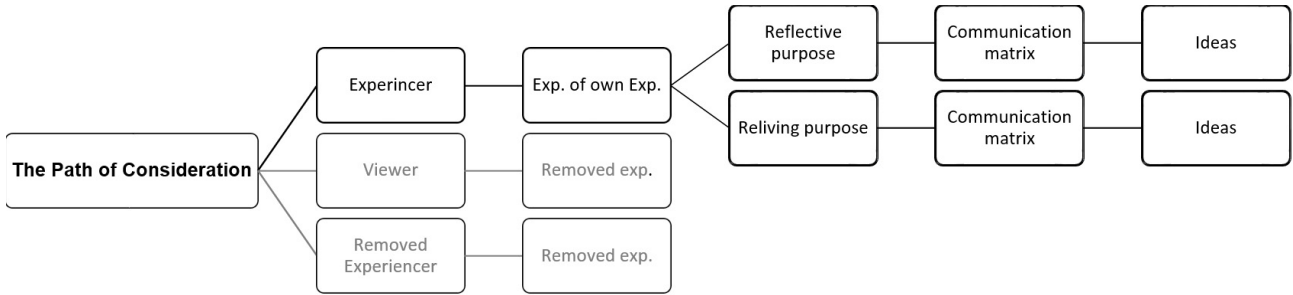 The Path of Consideration
Experincer
Exp. of own Exp.
Reflective
purpose
Communication
matrix
Ideas
Reliving purpose
Communication
matrix
Ideas
Viewer
Removed exp.
Removed
Experiencer
Removed exp.